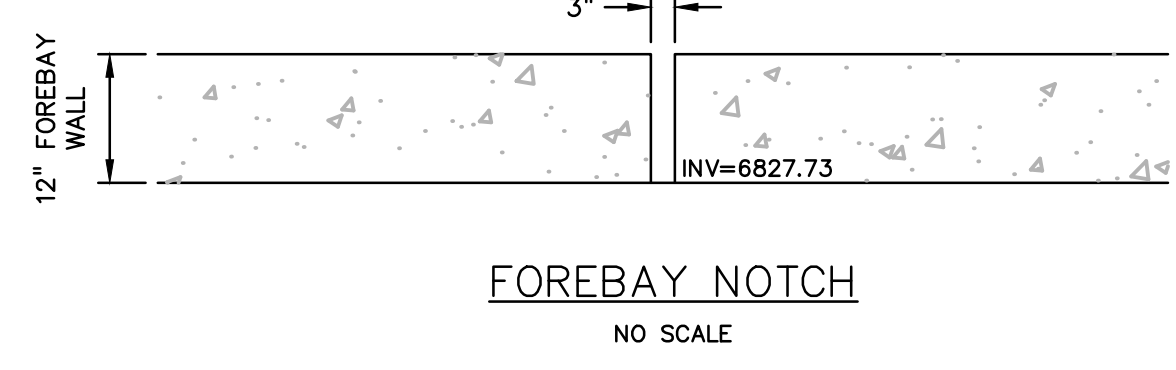 3"
12" FOREBAY
WALL
INV=6827.73
FOREBAY NOTCH
NO SCALE